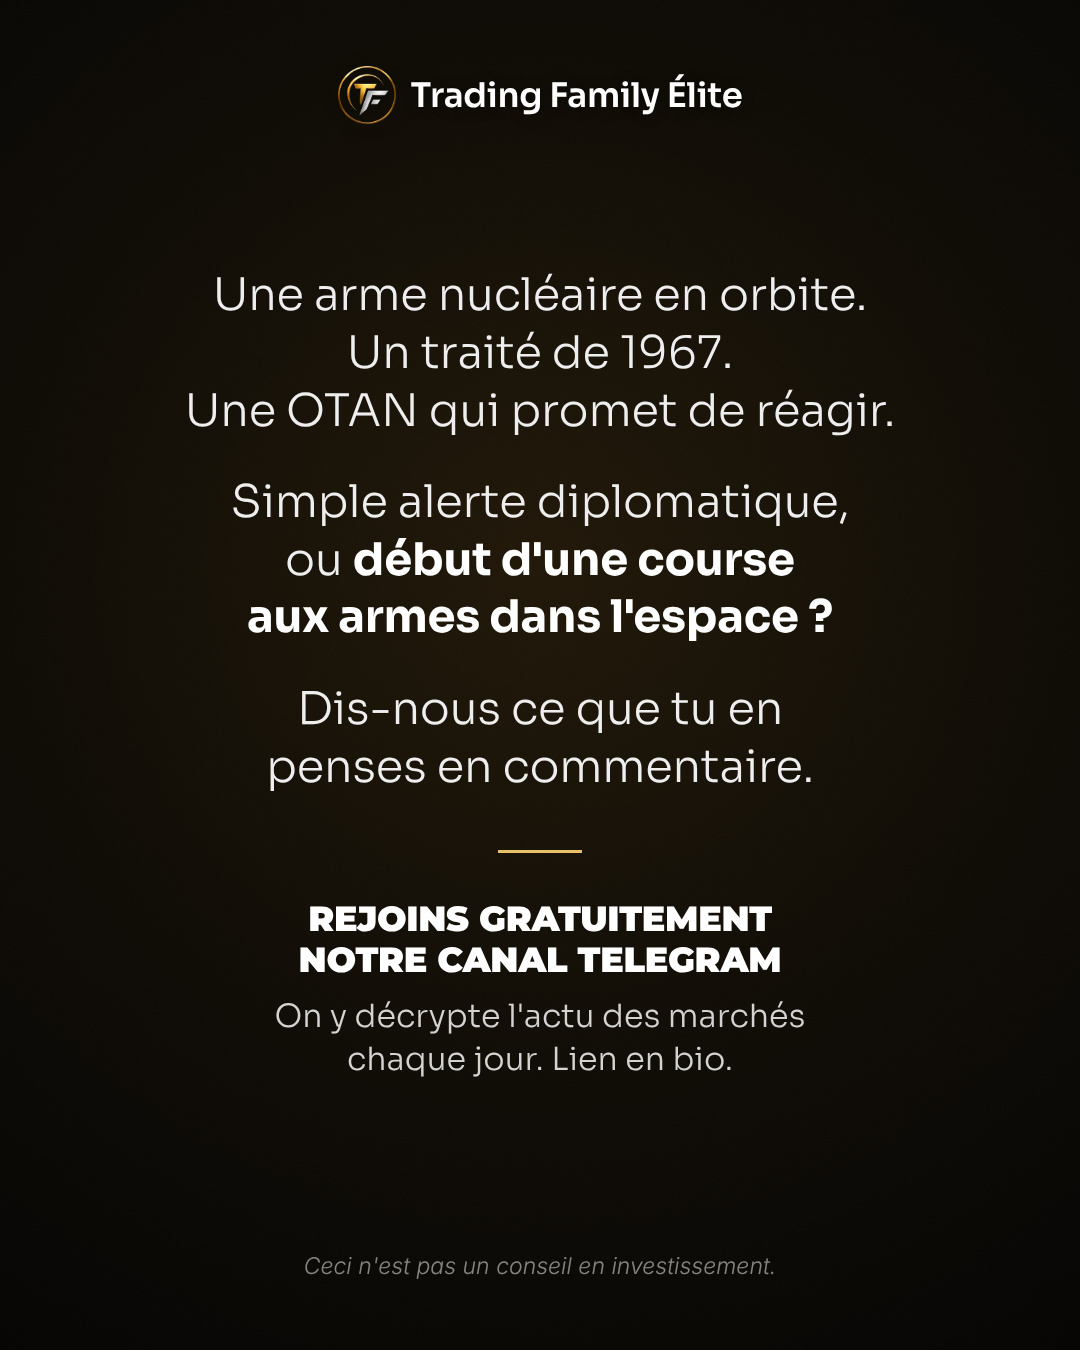 TF Trading Family Élite
Une arme nucléaire en orbite.
Un traité de 1967.
Une OTAN qui promet de réagir.
Simple alerte diplomatique,
ou début d'une course
aux armes dans l'espace ?
Dis-nous ce que tu en
penses en commentaire.
REJOINS GRATUITEMENT
NOTRE CANAL TELEGRAM
On y décrypte l'actu des marchés
chaque jour. Lien en bio.
Ceci n'est pas un conseil en investissement.